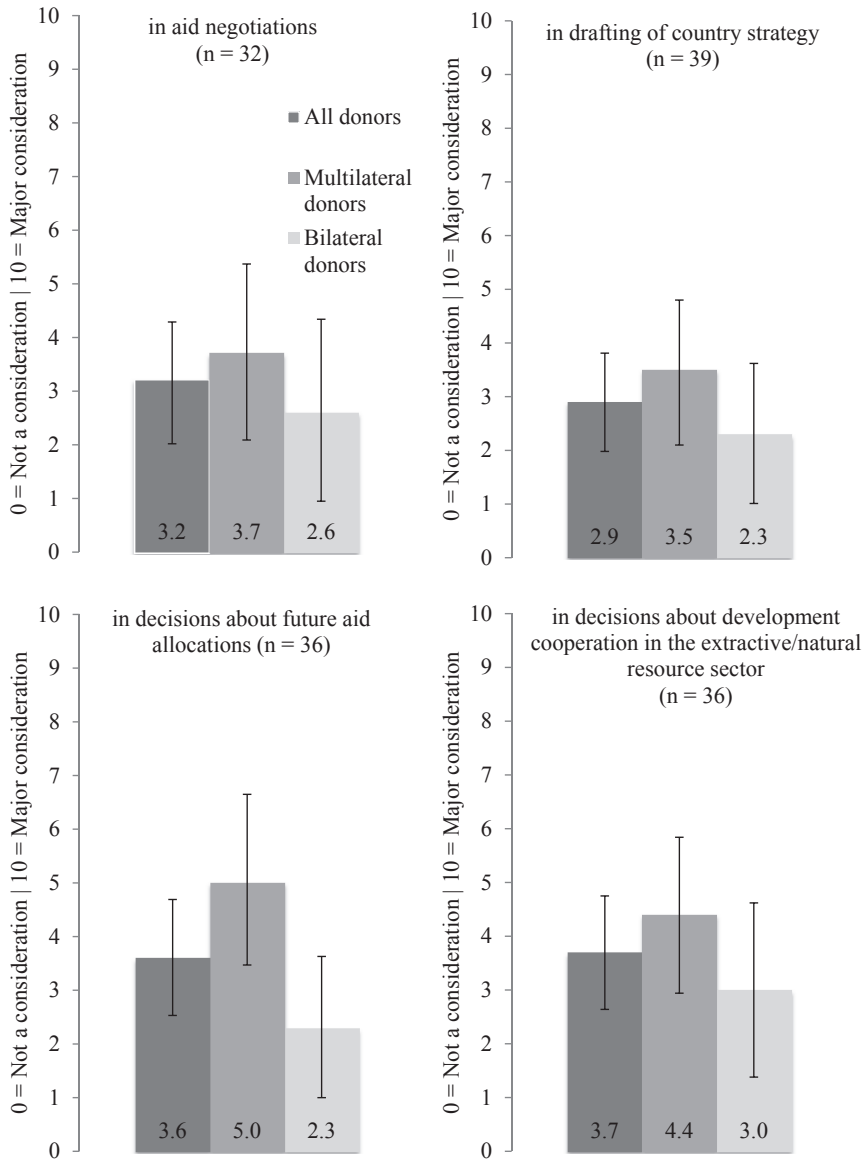 in aid negotiations
(n = 32)
0 = Not a consideration | 10 = Major consideration
10
9
8
7
6
5
4
3
2
1
0
All donors
Multilateral
donors
Bilateral
donors
3.2 3.7 2.6
in drafting of country strategy
(n = 39)
0 = Not a consideration | 10 = Major consideration
10
9
8
7
6
5
4
3
2
1
0
2.9 3.5 2.3
in decisions about future aid
allocations (n = 36)
0 = Not a consideration | 10 = Major consideration
10
9
8
7
6
5
4
3
2
1
0
3.6 5.0 2.3
in decisions about development
cooperation in the extractive/natural
resource sector
(n = 36)
0 = Not a consideration | 10 = Major consideration
10
9
8
7
6
5
4
3
2
1
0
3.7 4.4 3.0